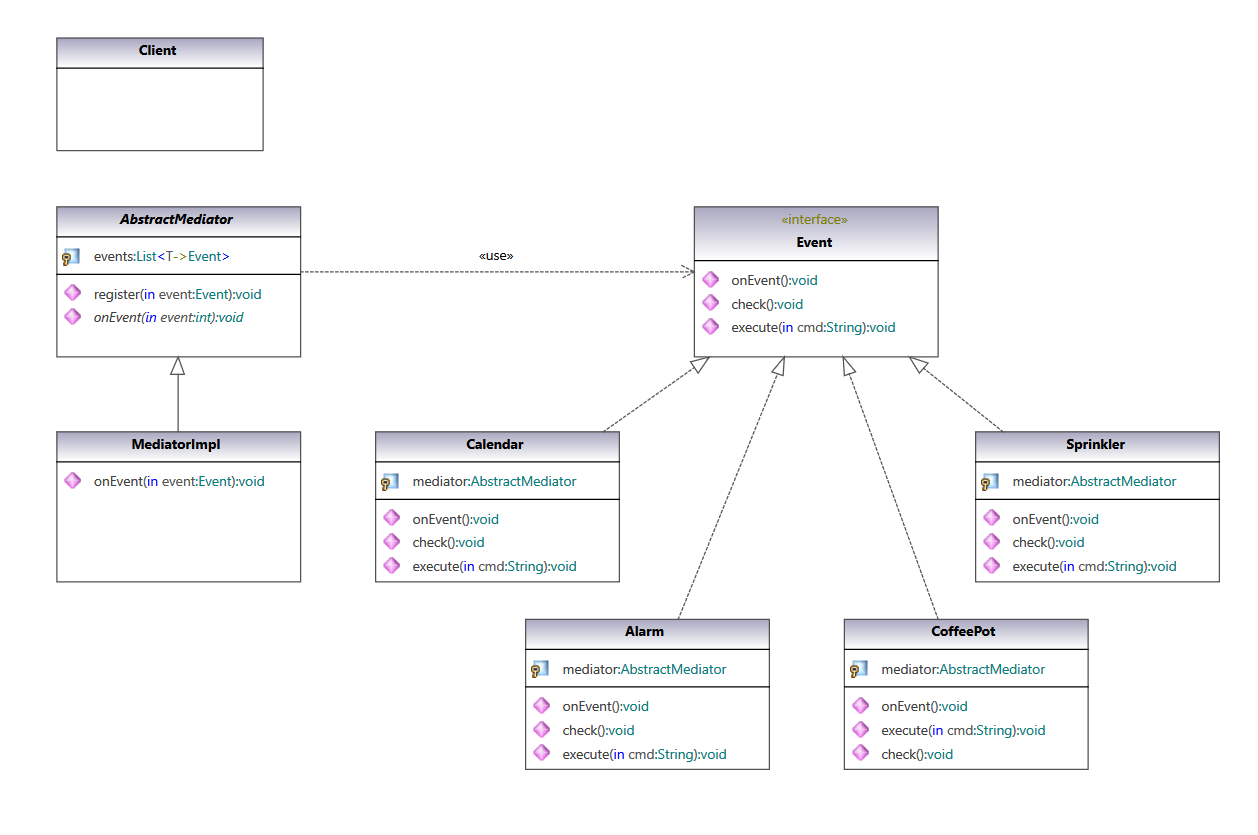 Client
AbstractMediator
events:List<T->Event>
register(in event:Event):void
onEvent(in event:int):void
«use»
«interface»
Event
onEvent():void
check():void
execute(in cmd:String):void
MediatorImpl
onEvent(in event:Event):void
Calendar
mediator:AbstractMediator
onEvent():void
check():void
execute(in cmd:String):void
Sprinkler
mediator:AbstractMediator
onEvent():void
check():void
execute(in cmd:String):void
Alarm
mediator:AbstractMediator
onEvent():void
check():void
execute(in cmd:String):void
CoffeePot
mediator:AbstractMediator
onEvent():void
execute(in cmd:String):void
check():void